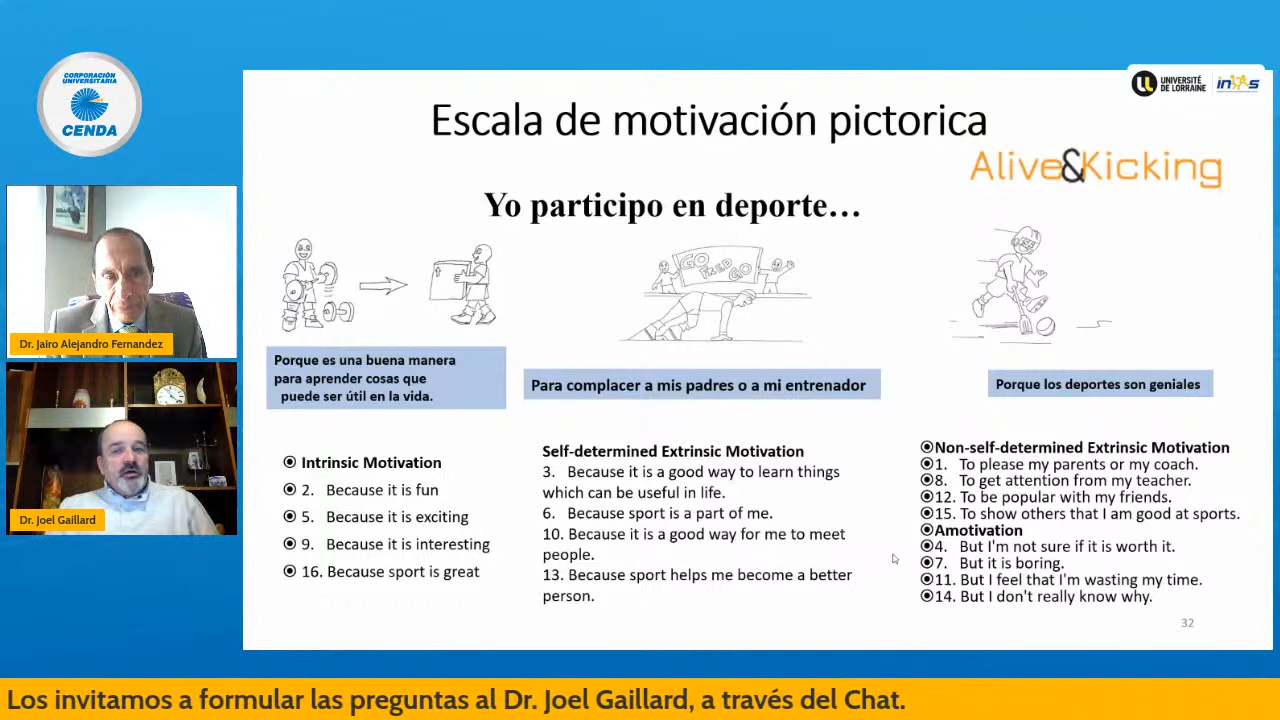 CORPORACIÓN
UNIVERSITARIA
CENDA
UNIVERSITÉ
DE LORRAINE
Escala de motivación pictorica
Alive&Kicking
Yo participo en deporte…
GO
FRED
GO
Porque es una buena manera
para aprender cosas que
puede ser útil en la vida.
Para complacer a mis padres o a mi entrenador
Porque los deportes son geniales
Intrinsic Motivation
2. Because it is fun
5. Because it is exciting
9. Because it is interesting
16. Because sport is great
Self-determined Extrinsic Motivation
3. Because it is a good way to learn things
which can be useful in life.
6. Because sport is a part of me.
10. Because it is a good way for me to meet
people.
13. Because sport helps me become a better
person.
Non-self-determined Extrinsic Motivation
1. To please my parents or my coach.
8. To get attention from my teacher.
12. To be popular with my friends.
15. To show others that I am good at sports.
Amotivation
4. But I'm not sure if it is worth it.
7. But it is boring.
11. But I feel that I'm wasting my time.
14. But I don't really know why.
32
Dr. Jairo Alejandro Fernandez
Dr. Joel Gaillard
Los invitamos a formular las preguntas al Dr. Joel Gaillard, a través del Chat.